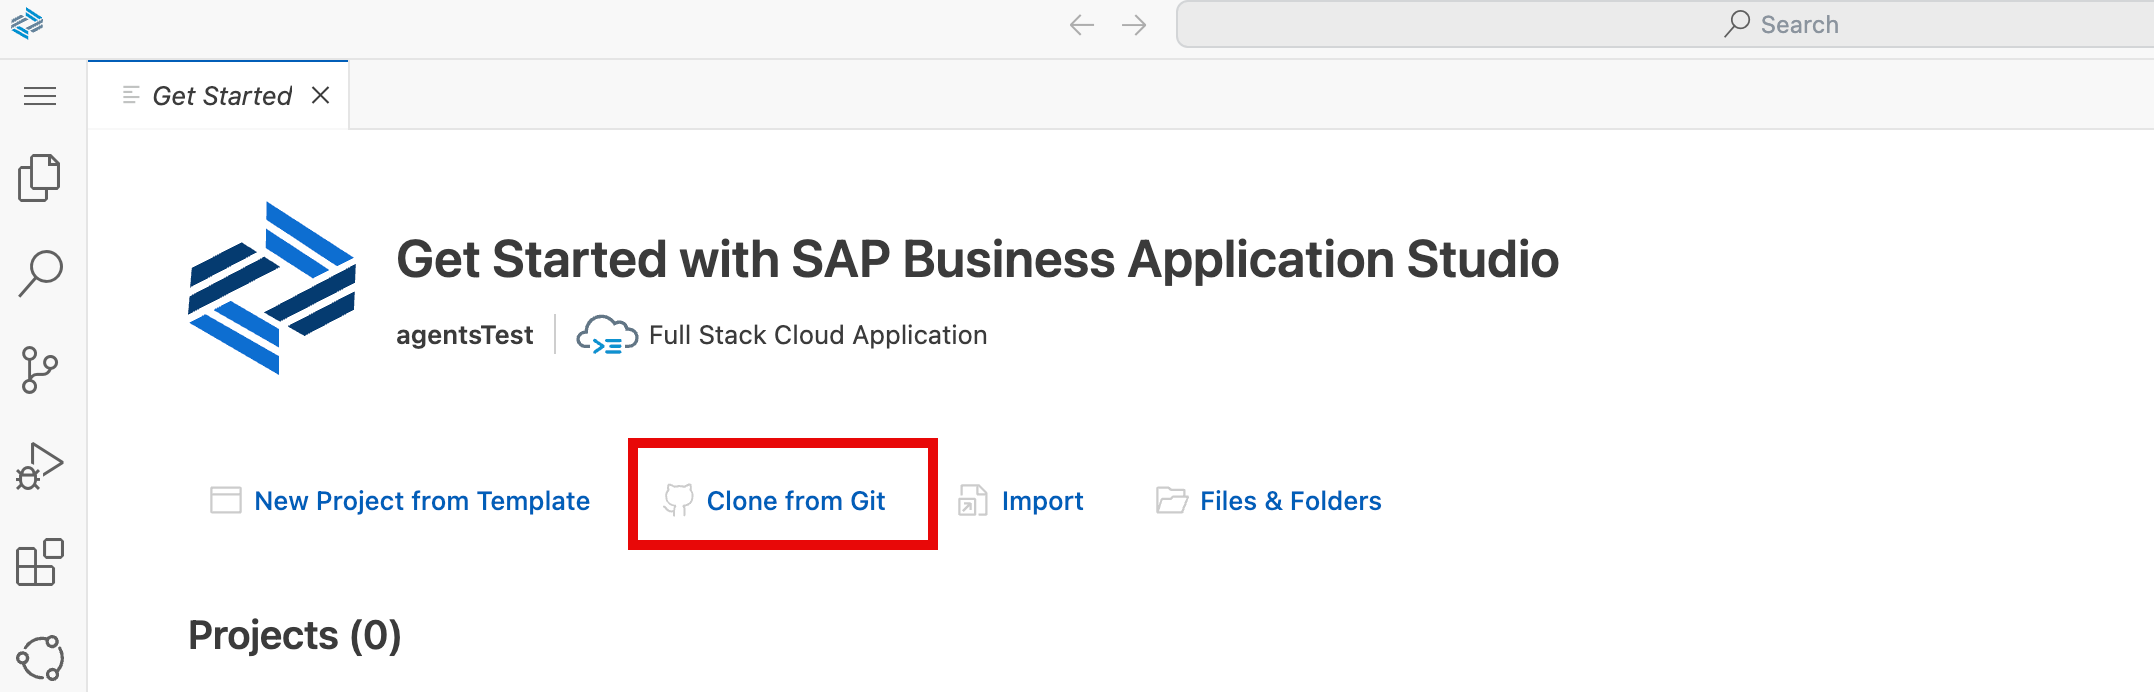 Search
Get Started
Get Started with SAP Business Application Studio
agentsTest
Full Stack Cloud Application
New Project from Template
Clone from Git
Import
Files & Folders
Projects (0)